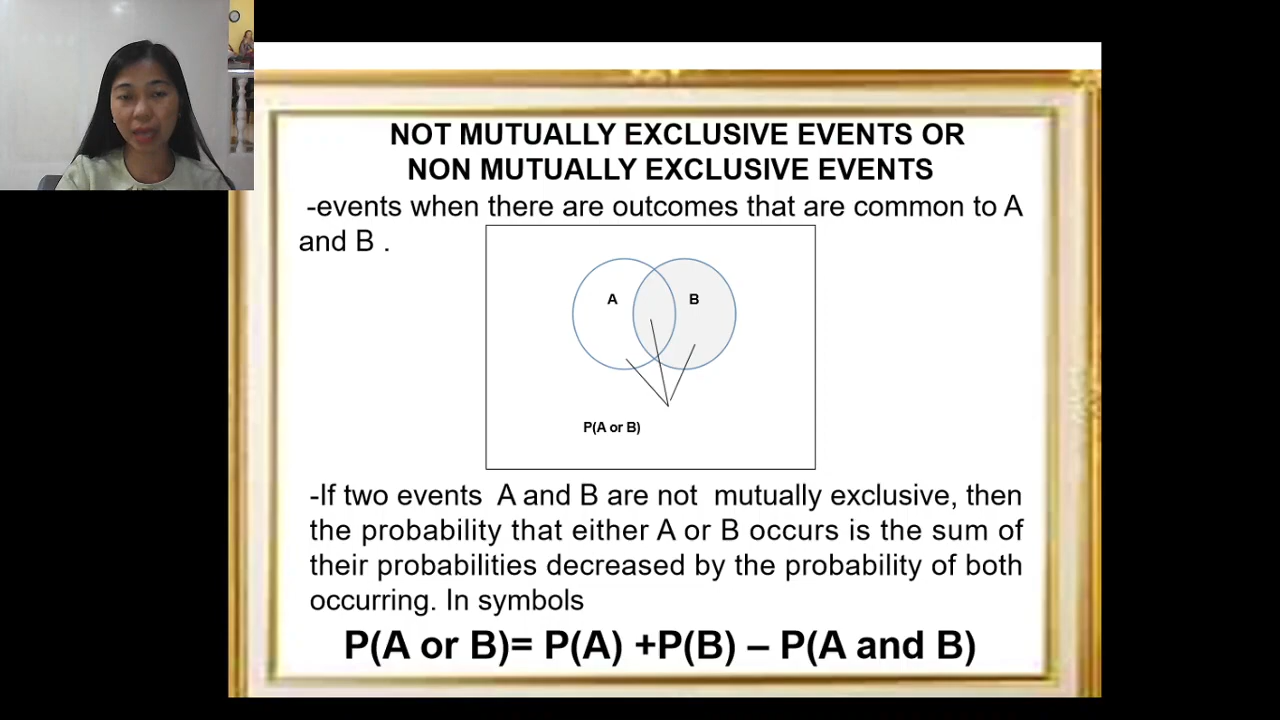 NOT MUTUALLY EXCLUSIVE EVENTS OR
NON MUTUALLY EXCLUSIVE EVENTS
-events when there are outcomes that are common to A
and B .
A
B
P(A or B)
-If two events A and B are not mutually exclusive, then
the probability that either A or B occurs is the sum of
their probabilities decreased by the probability of both
occurring. In symbols
P(A or B)= P(A) +P(B) – P(A and B)